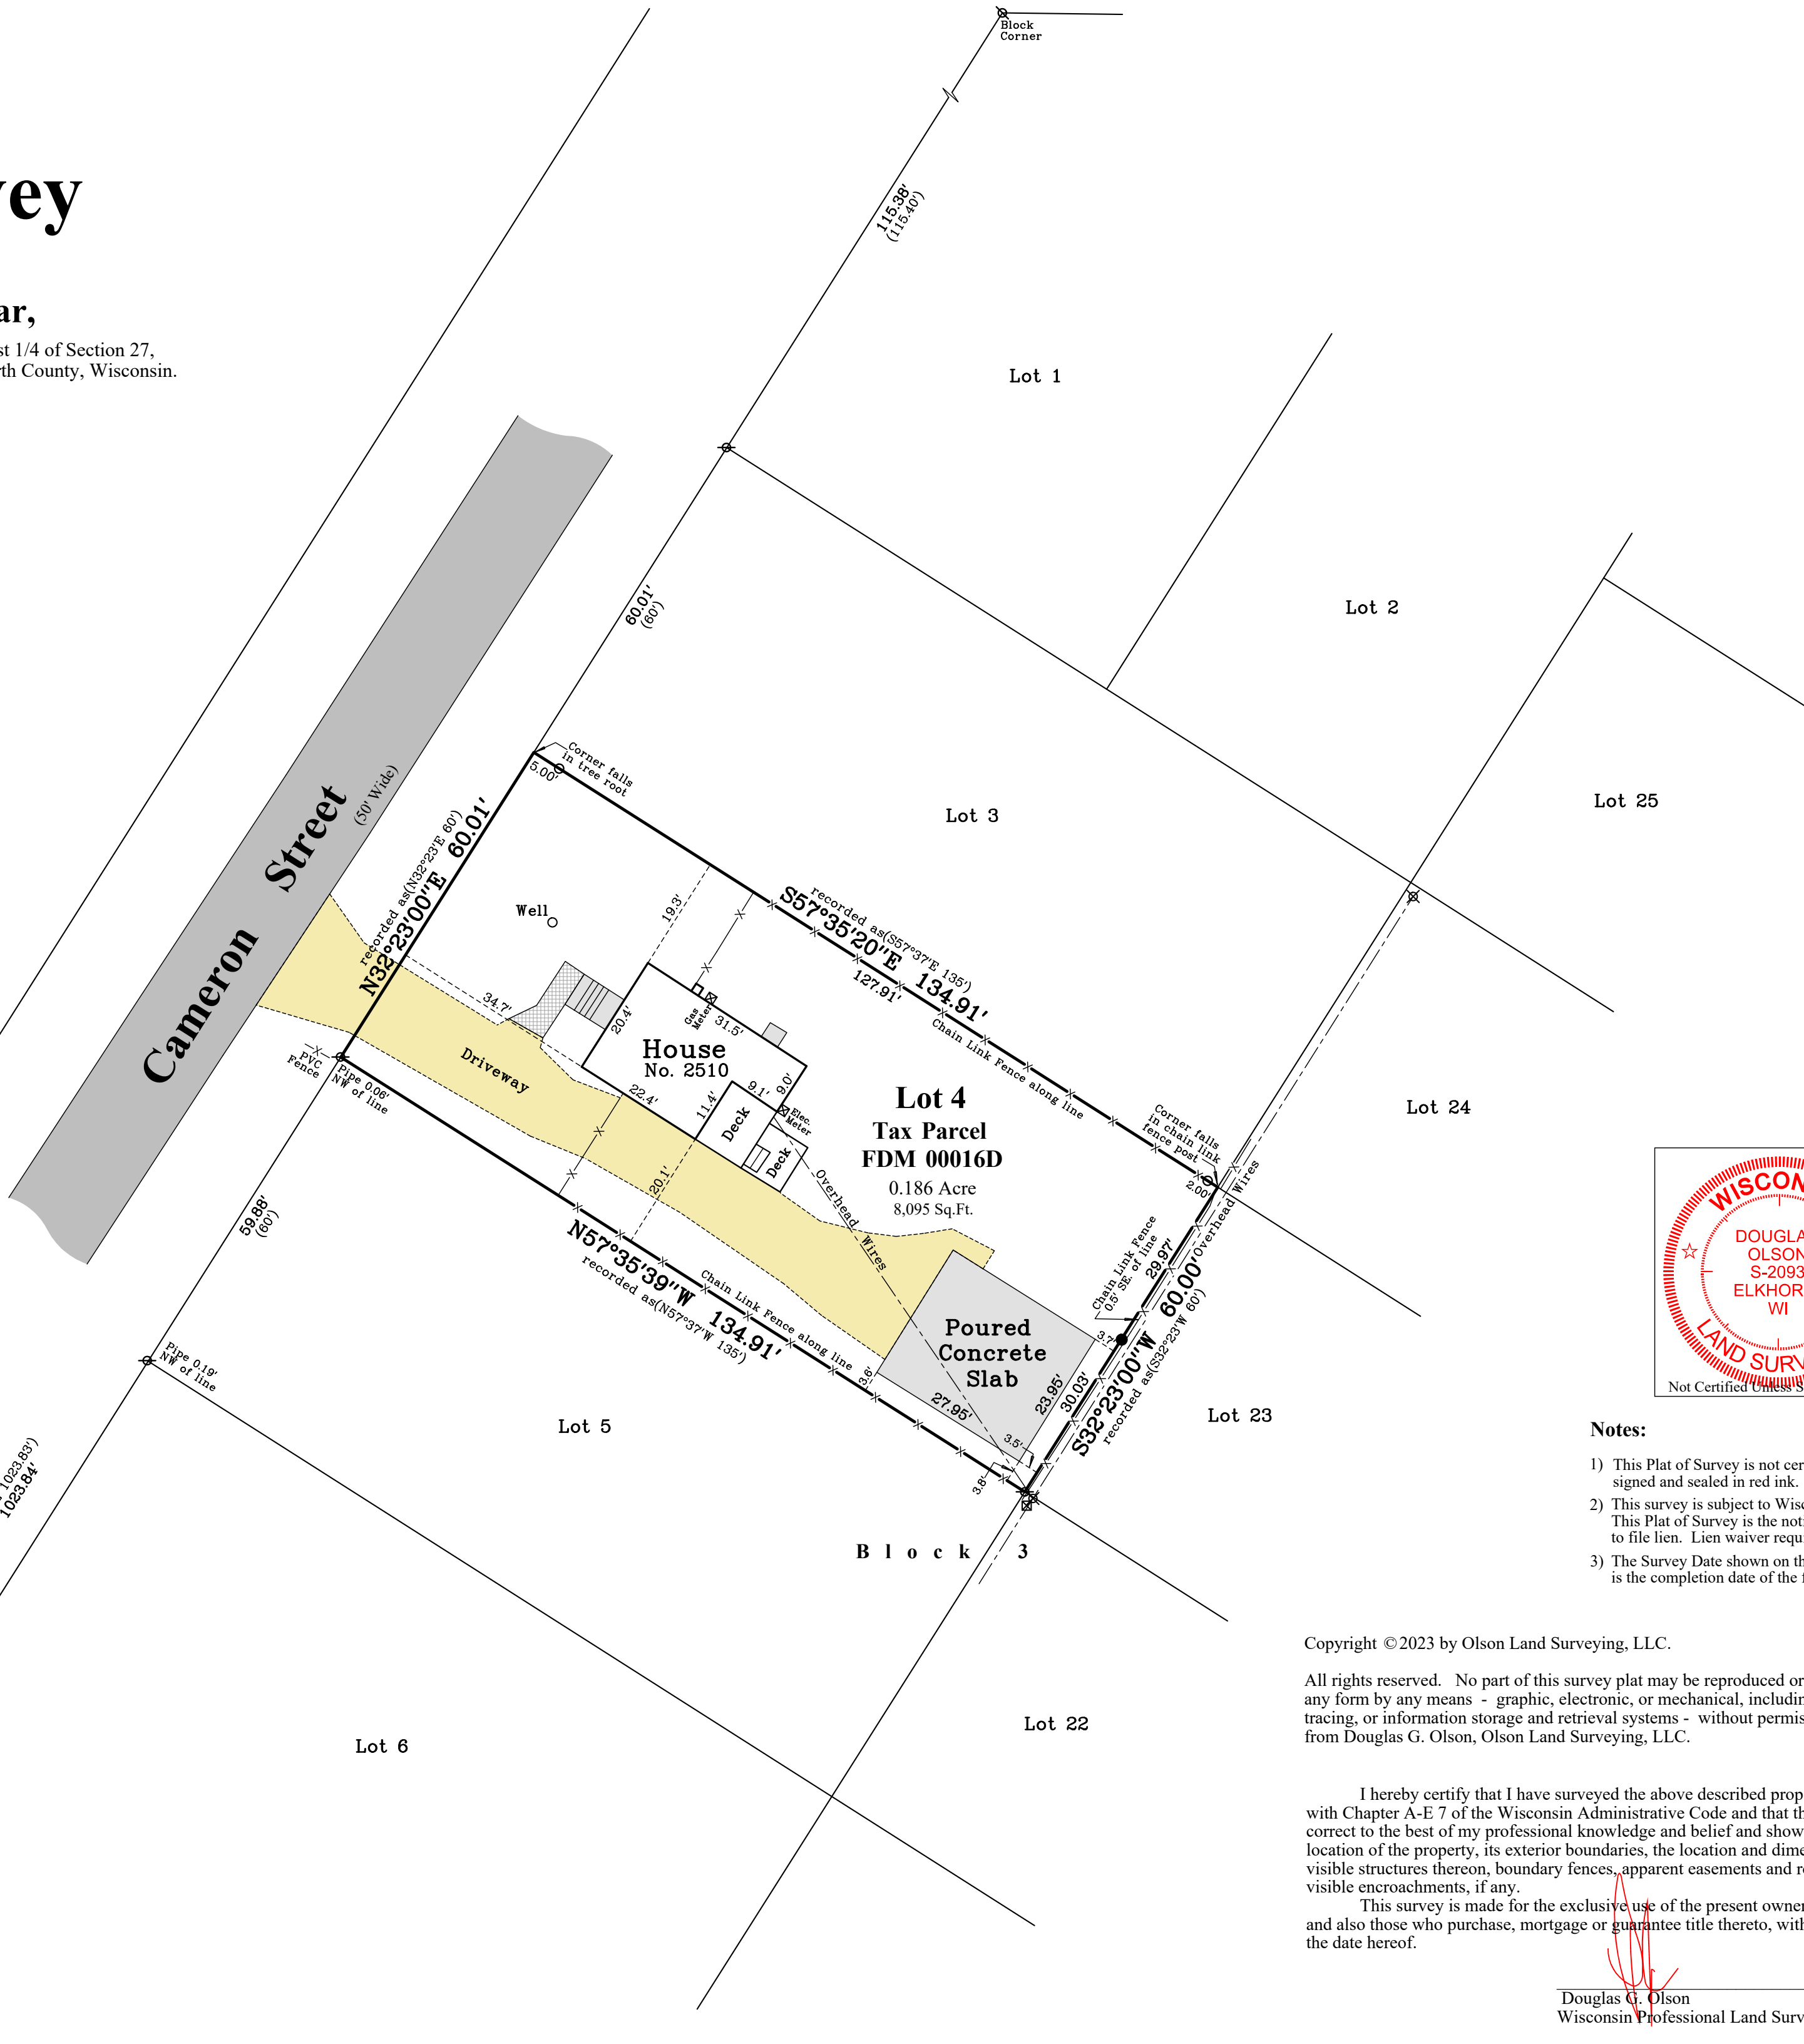 Block
Corner
115.38'
(115.40')
vey
ar,
st 1/4 of Section 27,
th County, Wisconsin.
Lot 1
Lot 2
60.01'
(60')
Lot 25
Lot 3
Corner falls
in tree root
5.00'
Cameron Street
(50' Wide)
recorded as(N32°23'E 60')
N32°23'00"E 60.01'
Well
19.3'
recorded as(S57°37'E 135')
S57°35'20"E 134.91'
127.91'
Chain Link Fence along line
34.7'
20.4'
Gas
Meter
31.5'
House
No. 2510
Driveway
22.4'
11.4'
9.1'
9.0'
Deck
Elec.
Meter
Deck
Lot 4
Tax Parcel
FDM 00016D
0.186 Acre
8,095 Sq.Ft.
Corner falls
in chain link
fence post
2.00'
Lot 24
PVC
Fence
Pipe 0.06'
NW of line
20.1'
Overhead Wires
Overhead Wires
59.88'
(60')
N57°35'39"W 134.91'
recorded as(N57°37'W 135')
Chain Link Fence along line
Chain Link Fence
0.5' SE. of line
29.97'
3.7'
S32°23'00"W 60.00'
recorded as(S32°23'W 60')
30.03'
Poured
Concrete
Slab
23.95'
27.95'
3.6'
3.5'
3.8'
Pipe 0.19'
NW of line
Lot 5
Lot 23
1023.83')
1023.84'
Block 3
Lot 22
Lot 6
WISCON
DOUGLA
OLSON
S-2093
ELKHOR
WI
LAND SURV
Not Certified Unless S
Notes:
1) This Plat of Survey is not cer
signed and sealed in red ink.
2) This survey is subject to Wisc
This Plat of Survey is the noti
to file lien. Lien waiver requ
3) The Survey Date shown on th
is the completion date of the f
Copyright ©2023 by Olson Land Surveying, LLC.
All rights reserved. No part of this survey plat may be reproduced or
any form by any means - graphic, electronic, or mechanical, includin
tracing, or information storage and retrieval systems - without permis
from Douglas G. Olson, Olson Land Surveying, LLC.
I hereby certify that I have surveyed the above described prop
with Chapter A-E 7 of the Wisconsin Administrative Code and that th
correct to the best of my professional knowledge and belief and show
location of the property, its exterior boundaries, the location and dime
visible structures thereon, boundary fences, apparent easements and r
visible encroachments, if any.
This survey is made for the exclusive use of the present owner
and also those who purchase, mortgage or guarantee title thereto, with
the date hereof.
Douglas G. Olson
Wisconsin Professional Land Surv